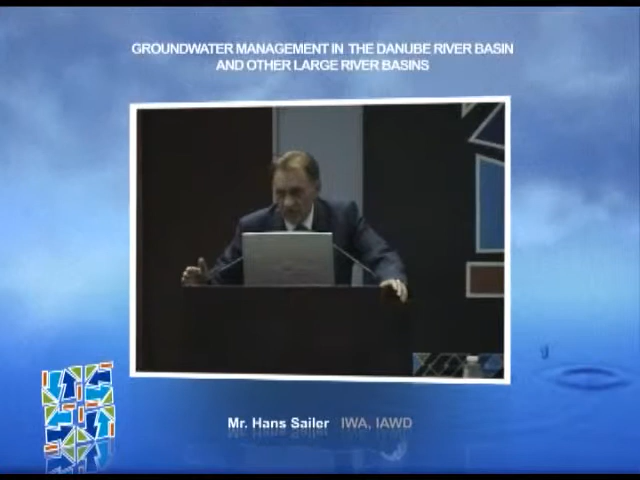 GROUNDWATER MANAGEMENT IN THE DANUBE RIVER BASIN
AND OTHER LARGE RIVER BASINS
Mr. Hans Sailer IWA, IAWD